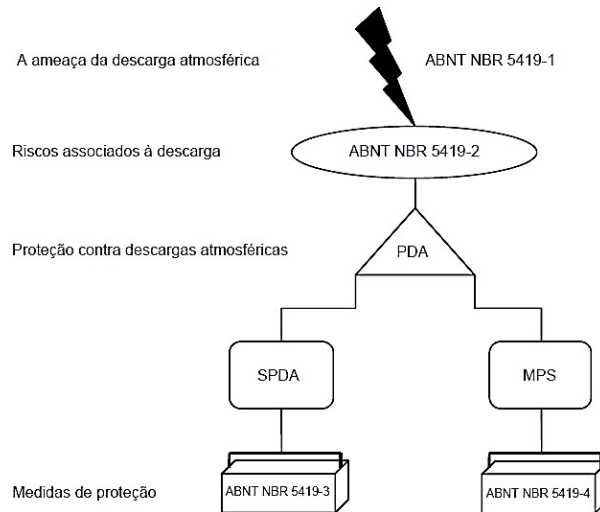 A ameaça da descarga atmosférica
ABNT NBR 5419-1
Riscos associados à descarga
ABNT NBR 5419-2
Proteção contra descargas atmosféricas
PDA
SPDA
MPS
Medidas de proteção
ABNT NBR 5419-3
ABNT NBR 5419-4